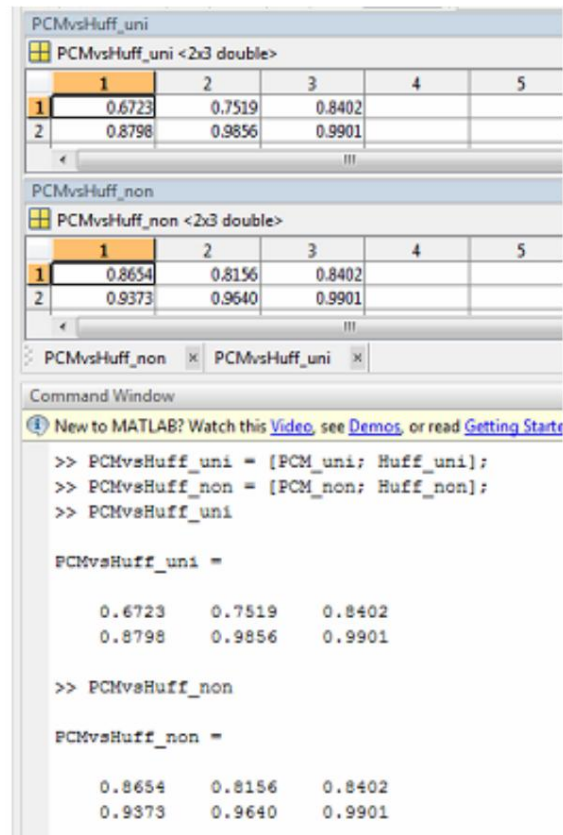 PCMvsHuff_uni
PCMvsHuff_uni <2x3 double>
1 2 3 4 5
1 0.6723 0.7519 0.8402
2 0.8798 0.9856 0.9901
PCMvsHuff_non
PCMvsHuff_non <2x3 double>
1 2 3 4 5
1 0.8654 0.8156 0.8402
2 0.9373 0.9640 0.9901
PCMvsHuff_non × PCMvsHuff_uni ×
Command Window
New to MATLAB? Watch this Video, see Demos, or read Getting Starte
>> PCMvsHuff_uni = [PCM_uni; Huff_uni];
>> PCMvsHuff_non = [PCM_non; Huff_non];
>> PCMvsHuff_uni
PCMvsHuff_uni =
0.6723 0.7519 0.8402
0.8798 0.9856 0.9901
>> PCMvsHuff_non
PCMvsHuff_non =
0.8654 0.8156 0.8402
0.9373 0.9640 0.9901